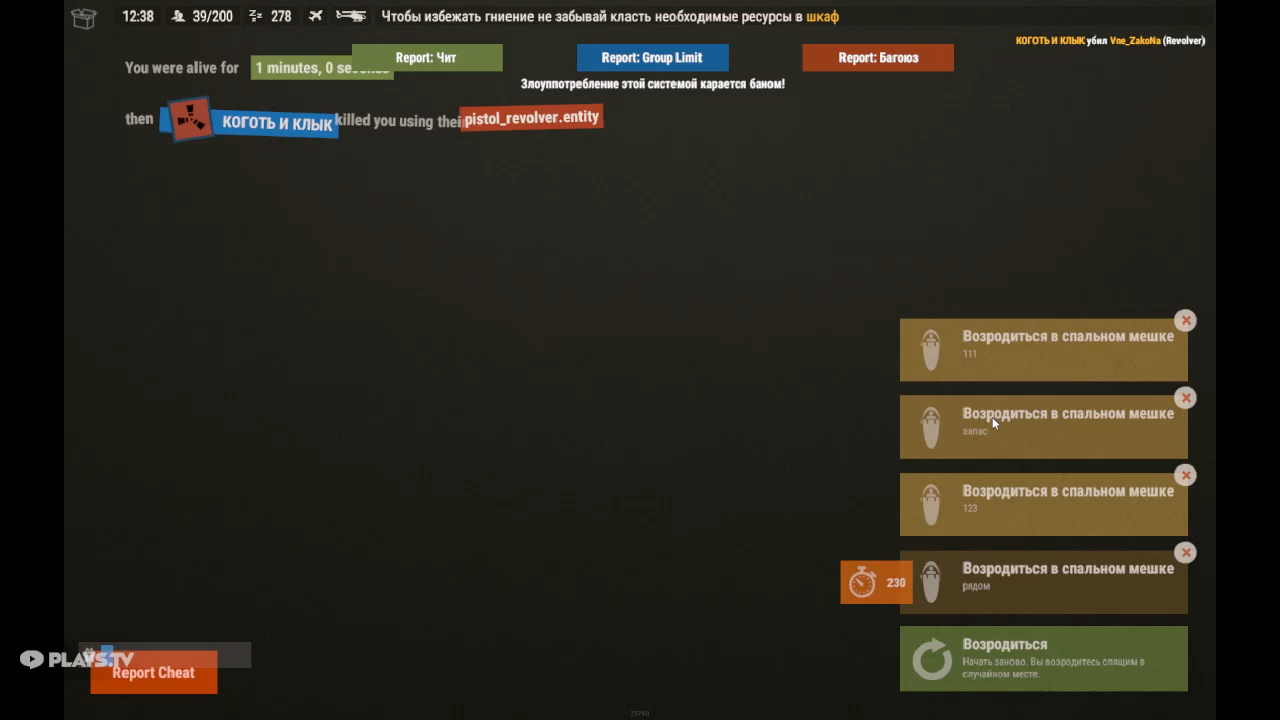 12:38 39/200 278 Чтобы избежать гниение не забывай класть необходимые ресурсы в шкаф
КОГОТЬ И КЛЫК убил Vne_ZakoNa (Revolver)
Report: Чит
Report: Group Limit
Report: Багоюз
You were alive for 1 minutes, 0 seconds
Злоуппотребление этой системой карается баном!
then КОГОТЬ И КЛЫК killed you using their pistol_revolver.entity
Возродиться в спальном мешке
111
Возродиться в спальном мешке
запас
Возродиться в спальном мешке
123
230
Возродиться в спальном мешке
рядом
Возродиться
Начать заново. Вы возродитесь спящим в
случайном месте.
PLAYS.TV
Report Cheat